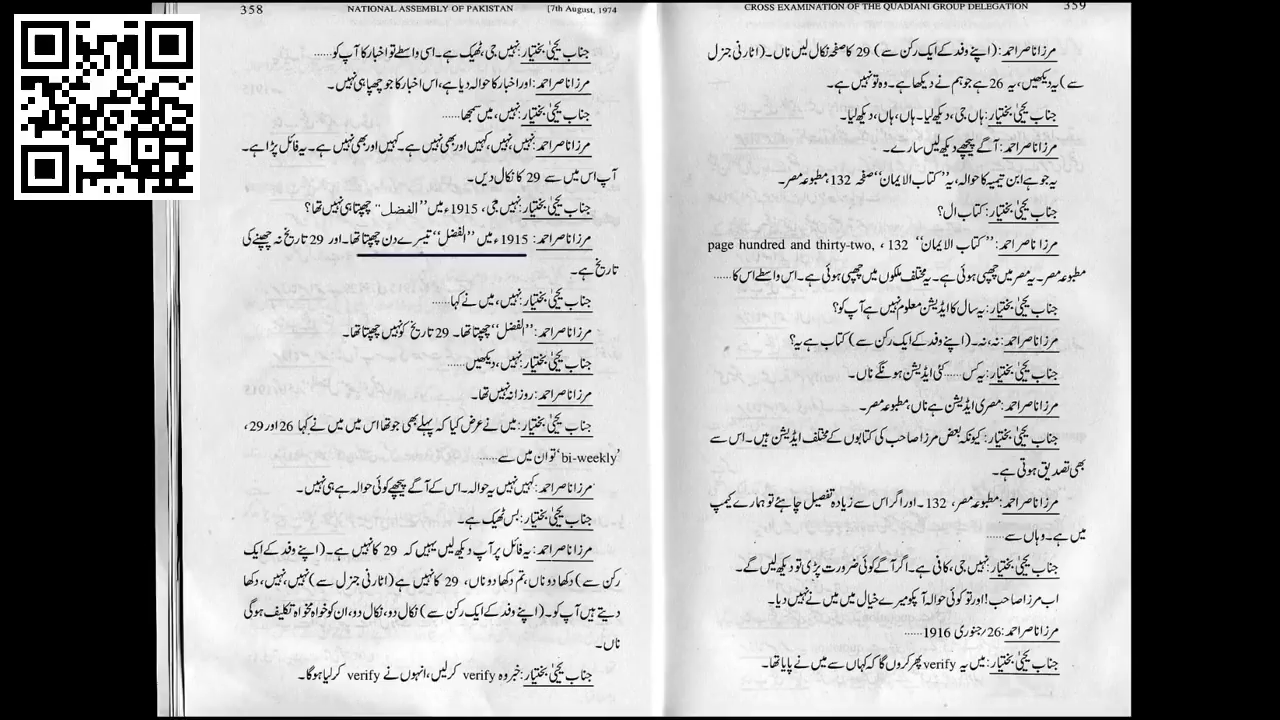 358
NATIONAL ASSEMBLY OF PAKISTAN
[7th August, 1974
جناب یحییٰ بختیار: نہیں جی، ٹھیک ہے۔ اسی واسطے تو اخبار کا آپ کو......
مرزا ناصر احمد: اور اخبار کا حوالہ دیا ہے، اس اخبار کا جو چھپا ہی نہیں۔
جناب یحییٰ بختیار: نہیں، میں سمجھا......
مرزا ناصر احمد: نہیں، نہیں، کہیں اور بھی نہیں ہے۔ کہیں اور بھی نہیں ہے۔ یہ فائل پڑا ہے۔
آپ اس میں سے 29 کا نکال دیں۔
جناب یحییٰ بختیار: نہیں جی، 1915ء میں ”الفضل“ چھپتا ہی نہیں تھا؟
مرزا ناصر احمد: 1915ء میں ”الفضل“ تیسرے دن چھپتا تھا۔ اور 29 تاریخ نہ چھپنے کی
تاریخ ہے۔
جناب یحییٰ بختیار: نہیں، میں نے کہا......
مرزا ناصر احمد: ”الفضل“ چھپتا تھا۔ 29 تاریخ کو نہیں چھپتا تھا۔
جناب یحییٰ بختیار: نہیں، دیکھیں......
مرزا ناصر احمد: روزانہ نہیں تھا۔
جناب یحییٰ بختیار: میں نے عرض کیا کہ پہلے بھی جو تھا اس میں میں نے کہا 26 اور 29،
‘bi-weekly’ تو ان میں سے......
مرزا ناصر احمد: کہیں نہیں یہ حوالہ۔ اس کے آگے پیچھے کوئی حوالہ ہے ہی نہیں۔
جناب یحییٰ بختیار: بس ٹھیک ہے۔
مرزا ناصر احمد: یہ فائل پر آپ دیکھ لیں یہیں کہ 29 کا نہیں ہے۔ (اپنے وفد کے ایک
رکن سے) دکھا دو ناں، تم دکھا دو ناں، 29 کا نہیں ہے (اٹارنی جنرل سے) نہیں، نہیں، دکھا
دیتے ہیں آپ کو۔ (اپنے وفد کے ایک رکن سے) نکال دو، نکال دو، ان کو خواہ مخواہ تکلیف ہوگی
ناں۔
جناب یحییٰ بختیار: خیر وہ verify کر لیں، انہوں نے verify کر لیا ہوگا۔
CROSS EXAMINATION OF THE QUADIANI GROUP DELEGATION
359
مرزا ناصر احمد: (اپنے وفد کے ایک رکن سے) 29 کا صفحہ نکال لیں ناں۔ (اٹارنی جنرل
سے) یہ دیکھیں، یہ 26 ہے جو ہم نے دیکھا ہے۔ وہ تو نہیں ہے۔
جناب یحییٰ بختیار: ہاں جی، دیکھ لیا۔ ہاں، ہاں، دیکھ لیا۔
مرزا ناصر احمد: آگے پیچھے دیکھ لیں سارے۔
یہ جو ہے ابن تیمیہ کا حوالہ، یہ ”کتاب الایمان“ صفحہ 132، مطبوعہ مصر۔
جناب یحییٰ بختیار: کتاب ال؟
مرزا ناصر احمد: ”کتاب الایمان“ 132 ، page hundred and thirty-two,
مطبوعہ مصر۔ یہ مصر میں چھپی ہوئی ہے۔ یہ مختلف ملکوں میں چھپی ہوئی ہے۔ اس واسطے اس کا......
جناب یحییٰ بختیار: یہ سال کا ایڈیشن معلوم نہیں ہے آپ کو؟
مرزا ناصر احمد: نہ، نہ۔ (اپنے وفد کے ایک رکن سے) کتاب ہے یہ؟
جناب یحییٰ بختیار: یہ کس...... کئی ایڈیشن ہونگے ناں۔
مرزا ناصر احمد: مصری ایڈیشن ہے ناں، مطبوعہ مصر۔
جناب یحییٰ بختیار: کیونکہ بعض مرزا صاحب کی کتابوں کے مختلف ایڈیشن ہیں۔ اس سے
بھی تصدیق ہوتی ہے۔
مرزا ناصر احمد: مطبوعہ مصر، 132۔ اور اگر اس سے زیادہ تفصیل چاہئے تو ہمارے کیمپ
میں ہے۔ وہاں سے......
جناب یحییٰ بختیار: نہیں جی، کافی ہے۔ اگر آگے کوئی ضرورت پڑی تو دیکھ لیں گے۔
اب مرزا صاحب! اور تو کوئی حوالہ آپکو میرے خیال میں میں نے نہیں دیا۔
مرزا ناصر احمد: 26؍جنوری 1916......
جناب یحییٰ بختیار: میں یہ verify پھر کروں گا کہ کہاں سے میں نے پایا تھا۔